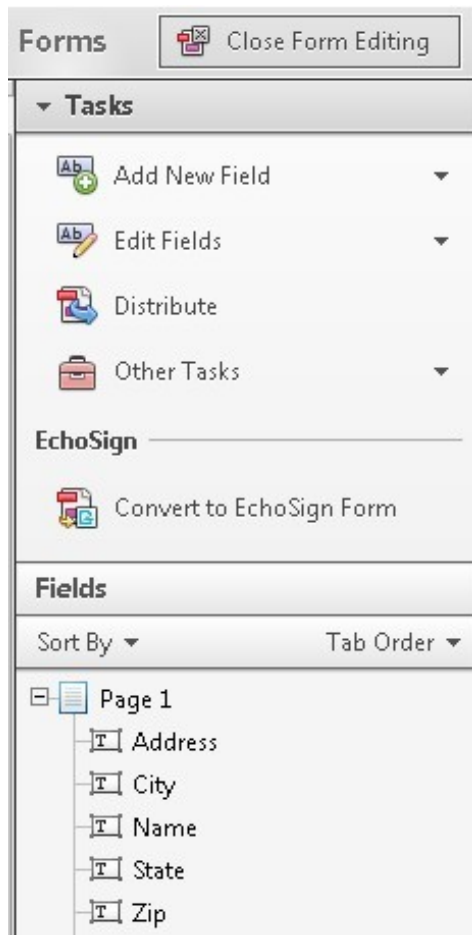 Forms Close Form Editing
Tasks
Add New Field
Edit Fields
Distribute
Other Tasks
EchoSign
Convert to EchoSign Form
Fields
Sort By Tab Order
Page 1
Address
City
Name
State
Zip